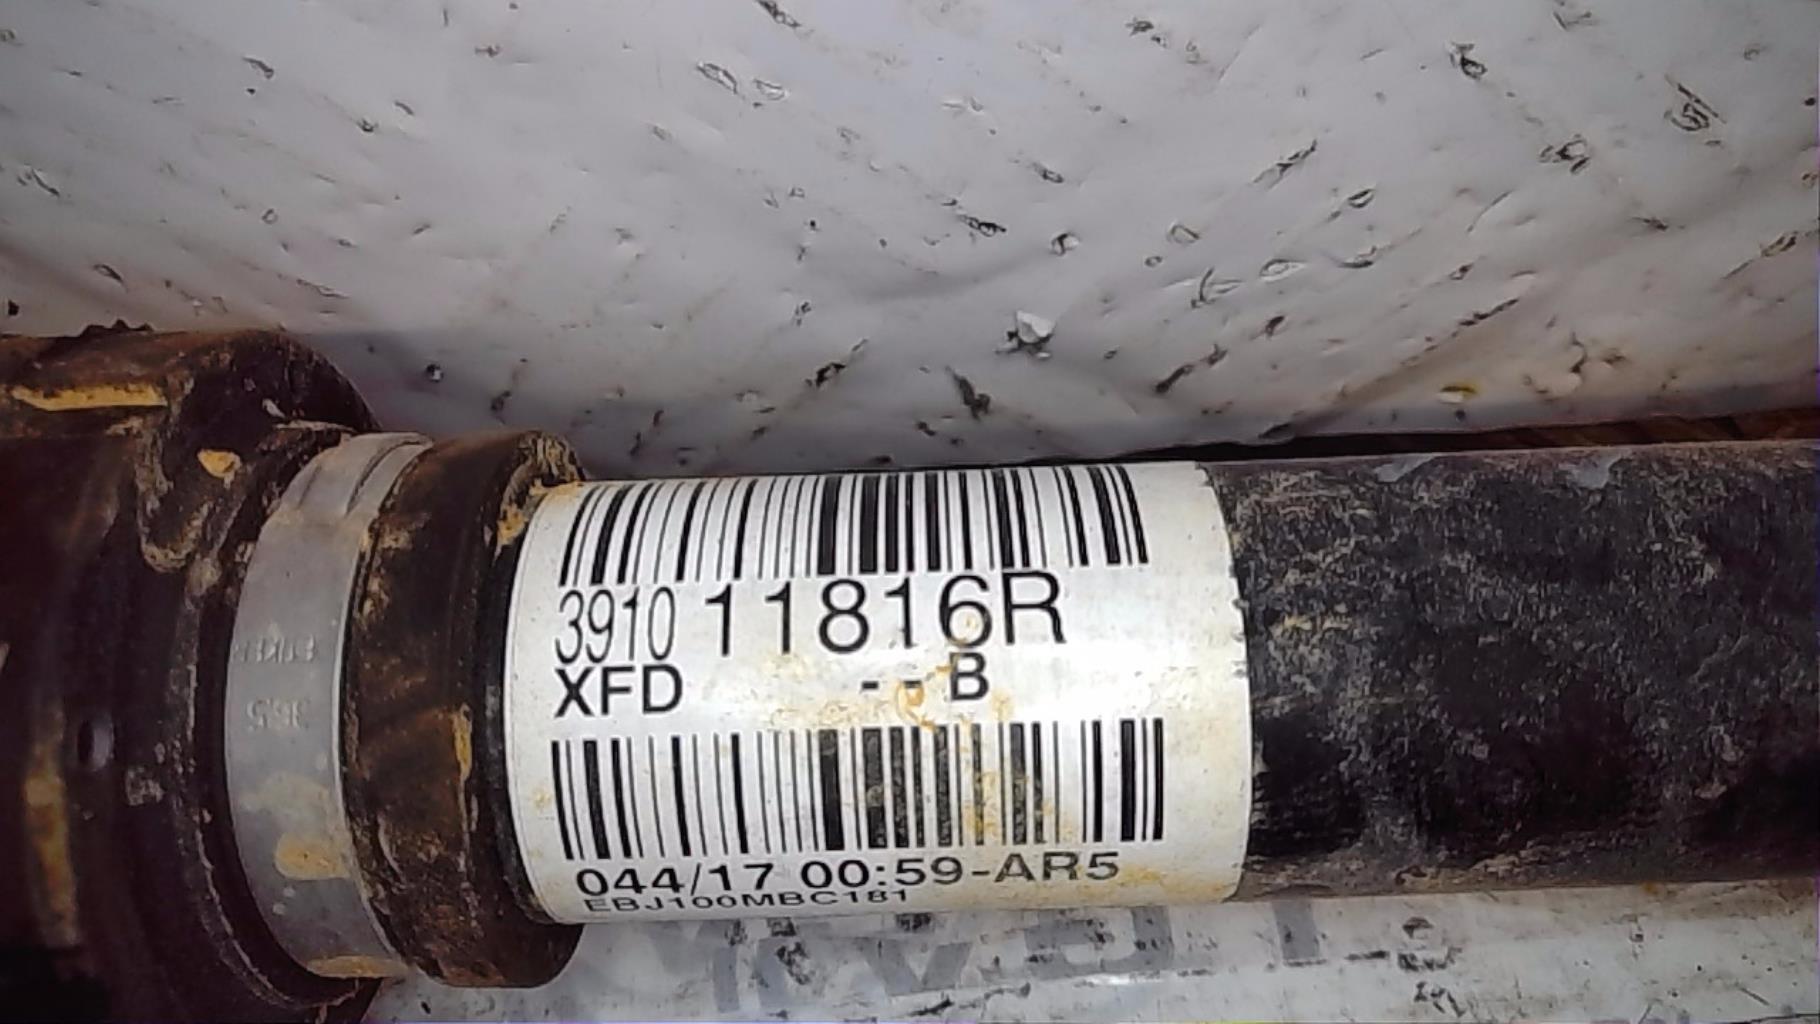 3910 11816R
XFD --B
044/17 00:59-AR5
EBJ100MBC181